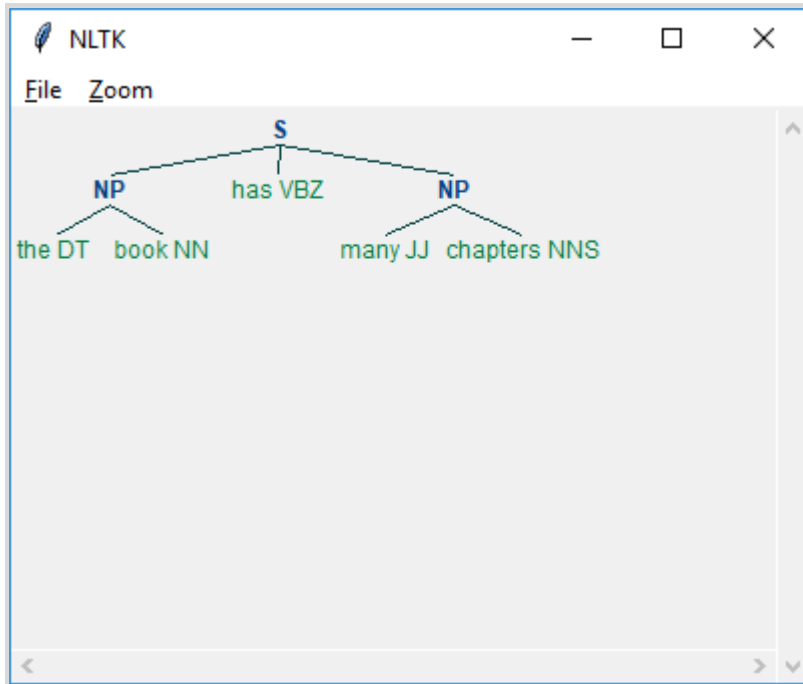 NLTK
File Zoom
S
NP has VBZ NP
the DT book NN many JJ chapters NNS